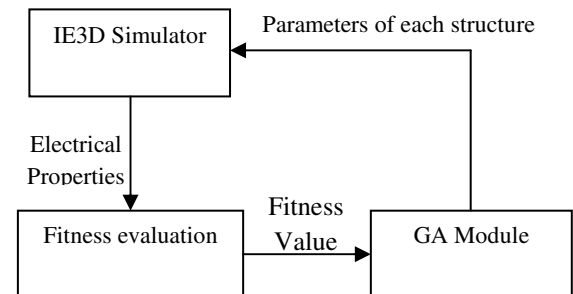 IE3D Simulator
Parameters of each structure
Electrical
Properties
Fitness evaluation
Fitness
Value
GA Module